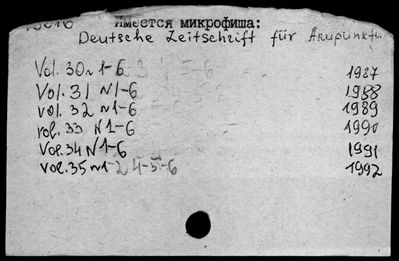 Имеется микрофиша:
Deutsche Zeitschrift für Akupunktu.
Vol. 30 n 1-6 1987
Vol. 31 N1-6 1988
vol. 32 N1-6 1989
vol. 33 N1-6 1990
Vol. 34 N1-6 1991
vol. 35 n1-2 4-5-6 1992